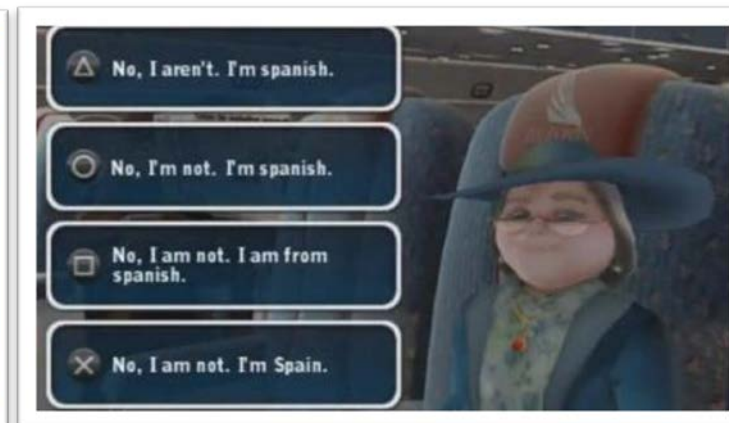 No, I aren't. I'm spanish.
No, I'm not. I'm spanish.
No, I am not. I am from
spanish.
No, I am not. I'm Spain.